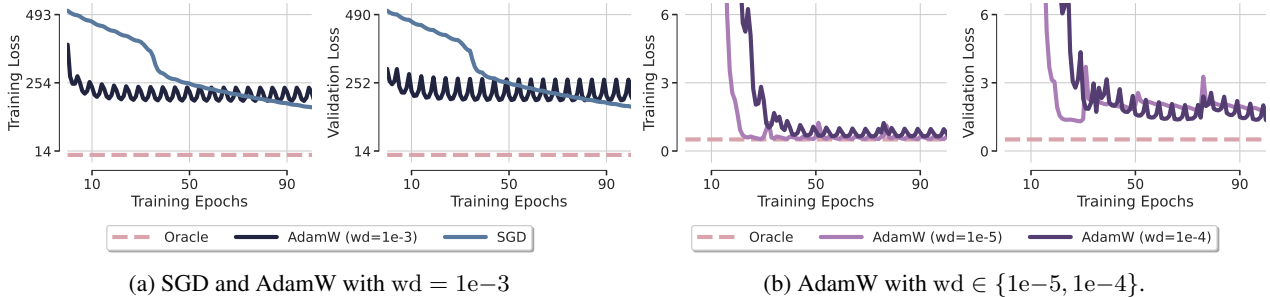 Training Loss
493
254
14
10
50
90
Training Epochs
Validation Loss
490
252
14
10
50
90
Training Epochs
Training Loss
6
3
0
10
50
90
Training Epochs
Validation Loss
6
3
0
10
50
90
Training Epochs
Oracle
AdamW (wd=1e-3)
SGD
Oracle
AdamW (wd=1e-5)
AdamW (wd=1e-4)
(a) SGD and AdamW with wd = 1e−3
(b) AdamW with wd ∈ {1e−5, 1e−4}.